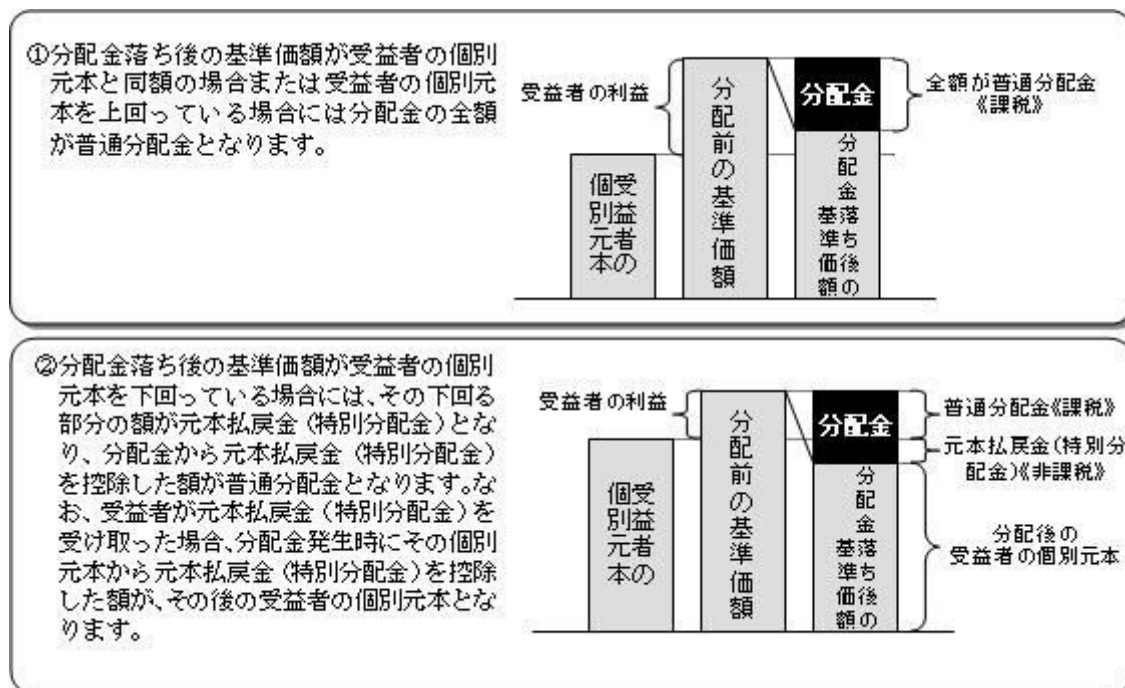 ①分配金落ち後の基準価額が受益者の個別
元本と同額の場合または受益者の個別元
本を上回っている場合には分配金の全額
が普通分配金となります。
受益者の利益
受益者の
個別元本
分配前の基準価額
分配金
分配金落ち後の
基準価額
全額が普通分配金
《課税》
②分配金落ち後の基準価額が受益者の個別
元本を下回っている場合には、その下回る
部分の額が元本払戻金（特別分配金）とな
り、分配金から元本払戻金（特別分配金）
を控除した額が普通分配金となります。な
お、受益者が元本払戻金（特別分配金）を
受け取った場合、分配金発生時にその個別
元本から元本払戻金（特別分配金）を控除
した額が、その後の受益者の個別元本とな
ります。
受益者の利益
受益者の
個別元本
分配前の基準価額
分配金
分配金落ち後の
基準価額
普通分配金《課税》
元本払戻金(特別分
配金)《非課税》
分配後の
受益者の個別元本